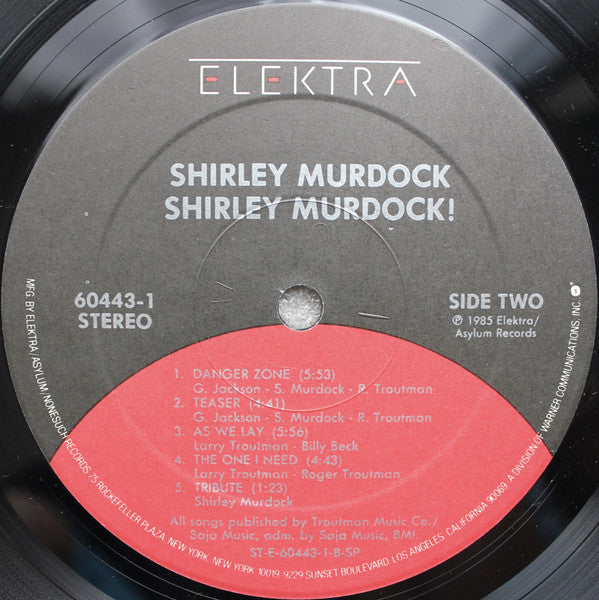 ELEKTRA
SHIRLEY MURDOCK
SHIRLEY MURDOCK!
60443-1
STEREO
SIDE TWO
℗ 1985 Elektra/
Asylum Records
1. DANGER ZONE (5:53)
G. Jackson - S. Murdock - R. Troutman
2. TEASER (4:41)
G. Jackson - S. Murdock - R. Troutman
3. AS WE LAY (5:56)
Larry Troutman - Billy Beck
4. THE ONE I NEED (4:43)
Larry Troutman - Roger Troutman
5. TRIBUTE (1:23)
Shirley Murdock
All songs published by Troutman Music Co./
Saja Music, adm. by Saja Music, BMI.
ST-E-60443-1-B-SP
MFG. BY ELEKTRA/ASYLUM/NONESUCH RECORDS 75 ROCKEFELLER PLAZA, NEW YORK, NEW YORK 10019. 9229 SUNSET BOULEVARD, LOS ANGELES, CALIFORNIA 90069. A DIVISION OF WARNER COMMUNICATIONS, INC.